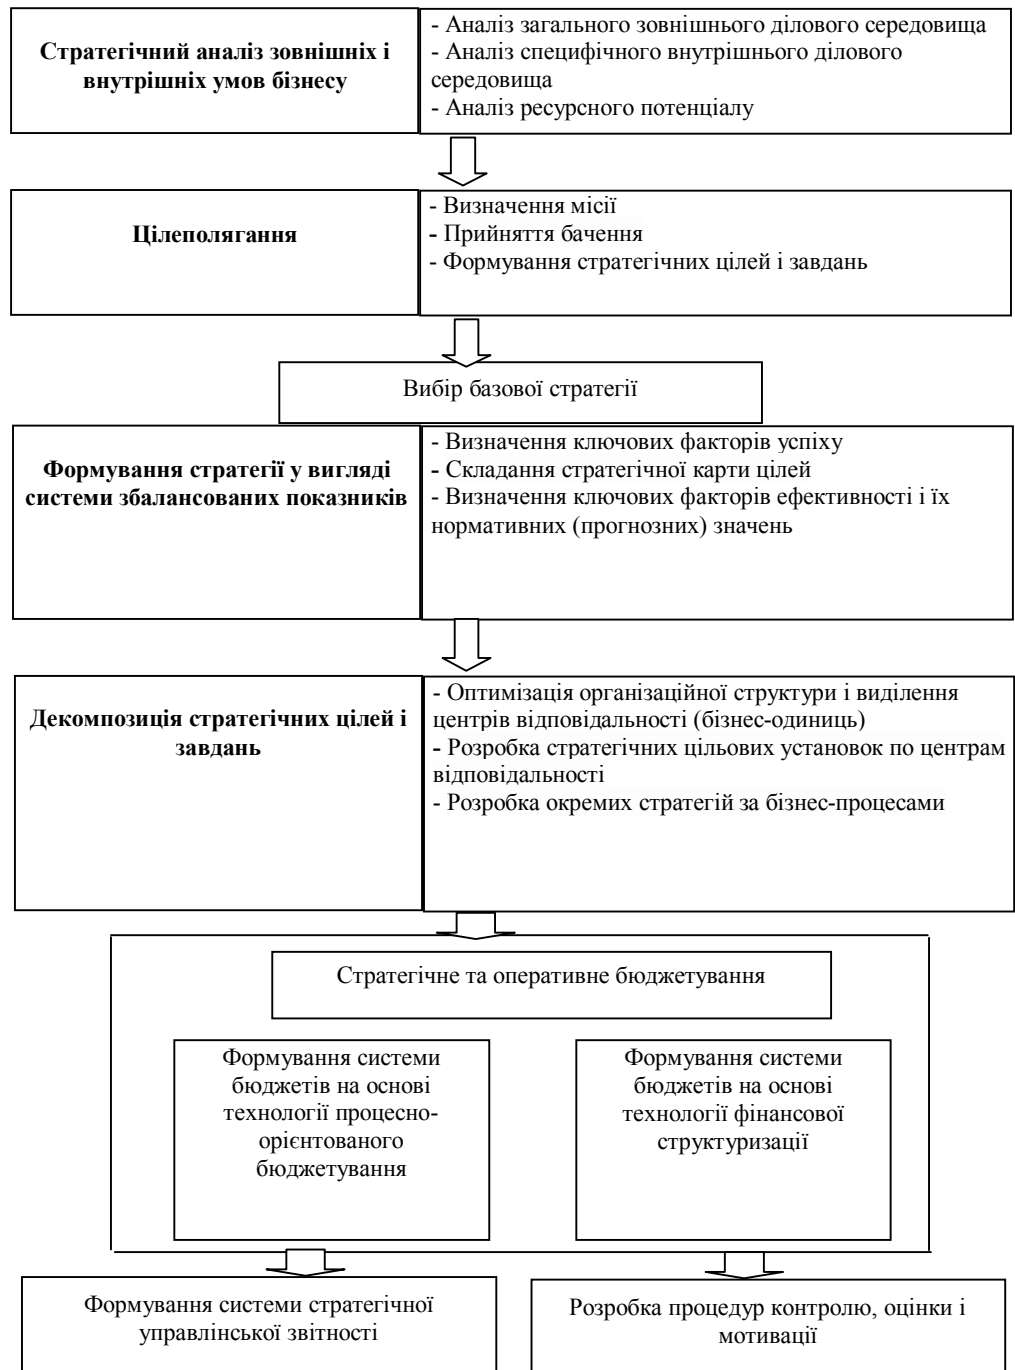 Стратегічний аналіз зовнішніх і
внутрішніх умов бізнесу
- Аналіз загального зовнішнього ділового середовища
- Аналіз специфічного внутрішнього ділового
середовища
- Аналіз ресурсного потенціалу
Цілеполягання
- Визначення місії
- Прийняття бачення
- Формування стратегічних цілей і завдань
Вибір базової стратегії
Формування стратегії у вигляді
системи збалансованих показників
- Визначення ключових факторів успіху
- Складання стратегічної карти цілей
- Визначення ключових факторів ефективності і їх
нормативних (прогнозних) значень
Декомпозиція стратегічних цілей і
завдань
- Оптимізація організаційної структури і виділення
центрів відповідальності (бізнес-одиниць)
- Розробка стратегічних цільових установок по центрам
відповідальності
- Розробка окремих стратегій за бізнес-процесами
Стратегічне та оперативне бюджетування
Формування системи
бюджетів на основі
технології процесно-
орієнтованого
бюджетування
Формування системи
бюджетів на основі
технології фінансової
структуризації
Формування системи стратегічної
управлінської звітності
Розробка процедур контролю, оцінки і
мотивації